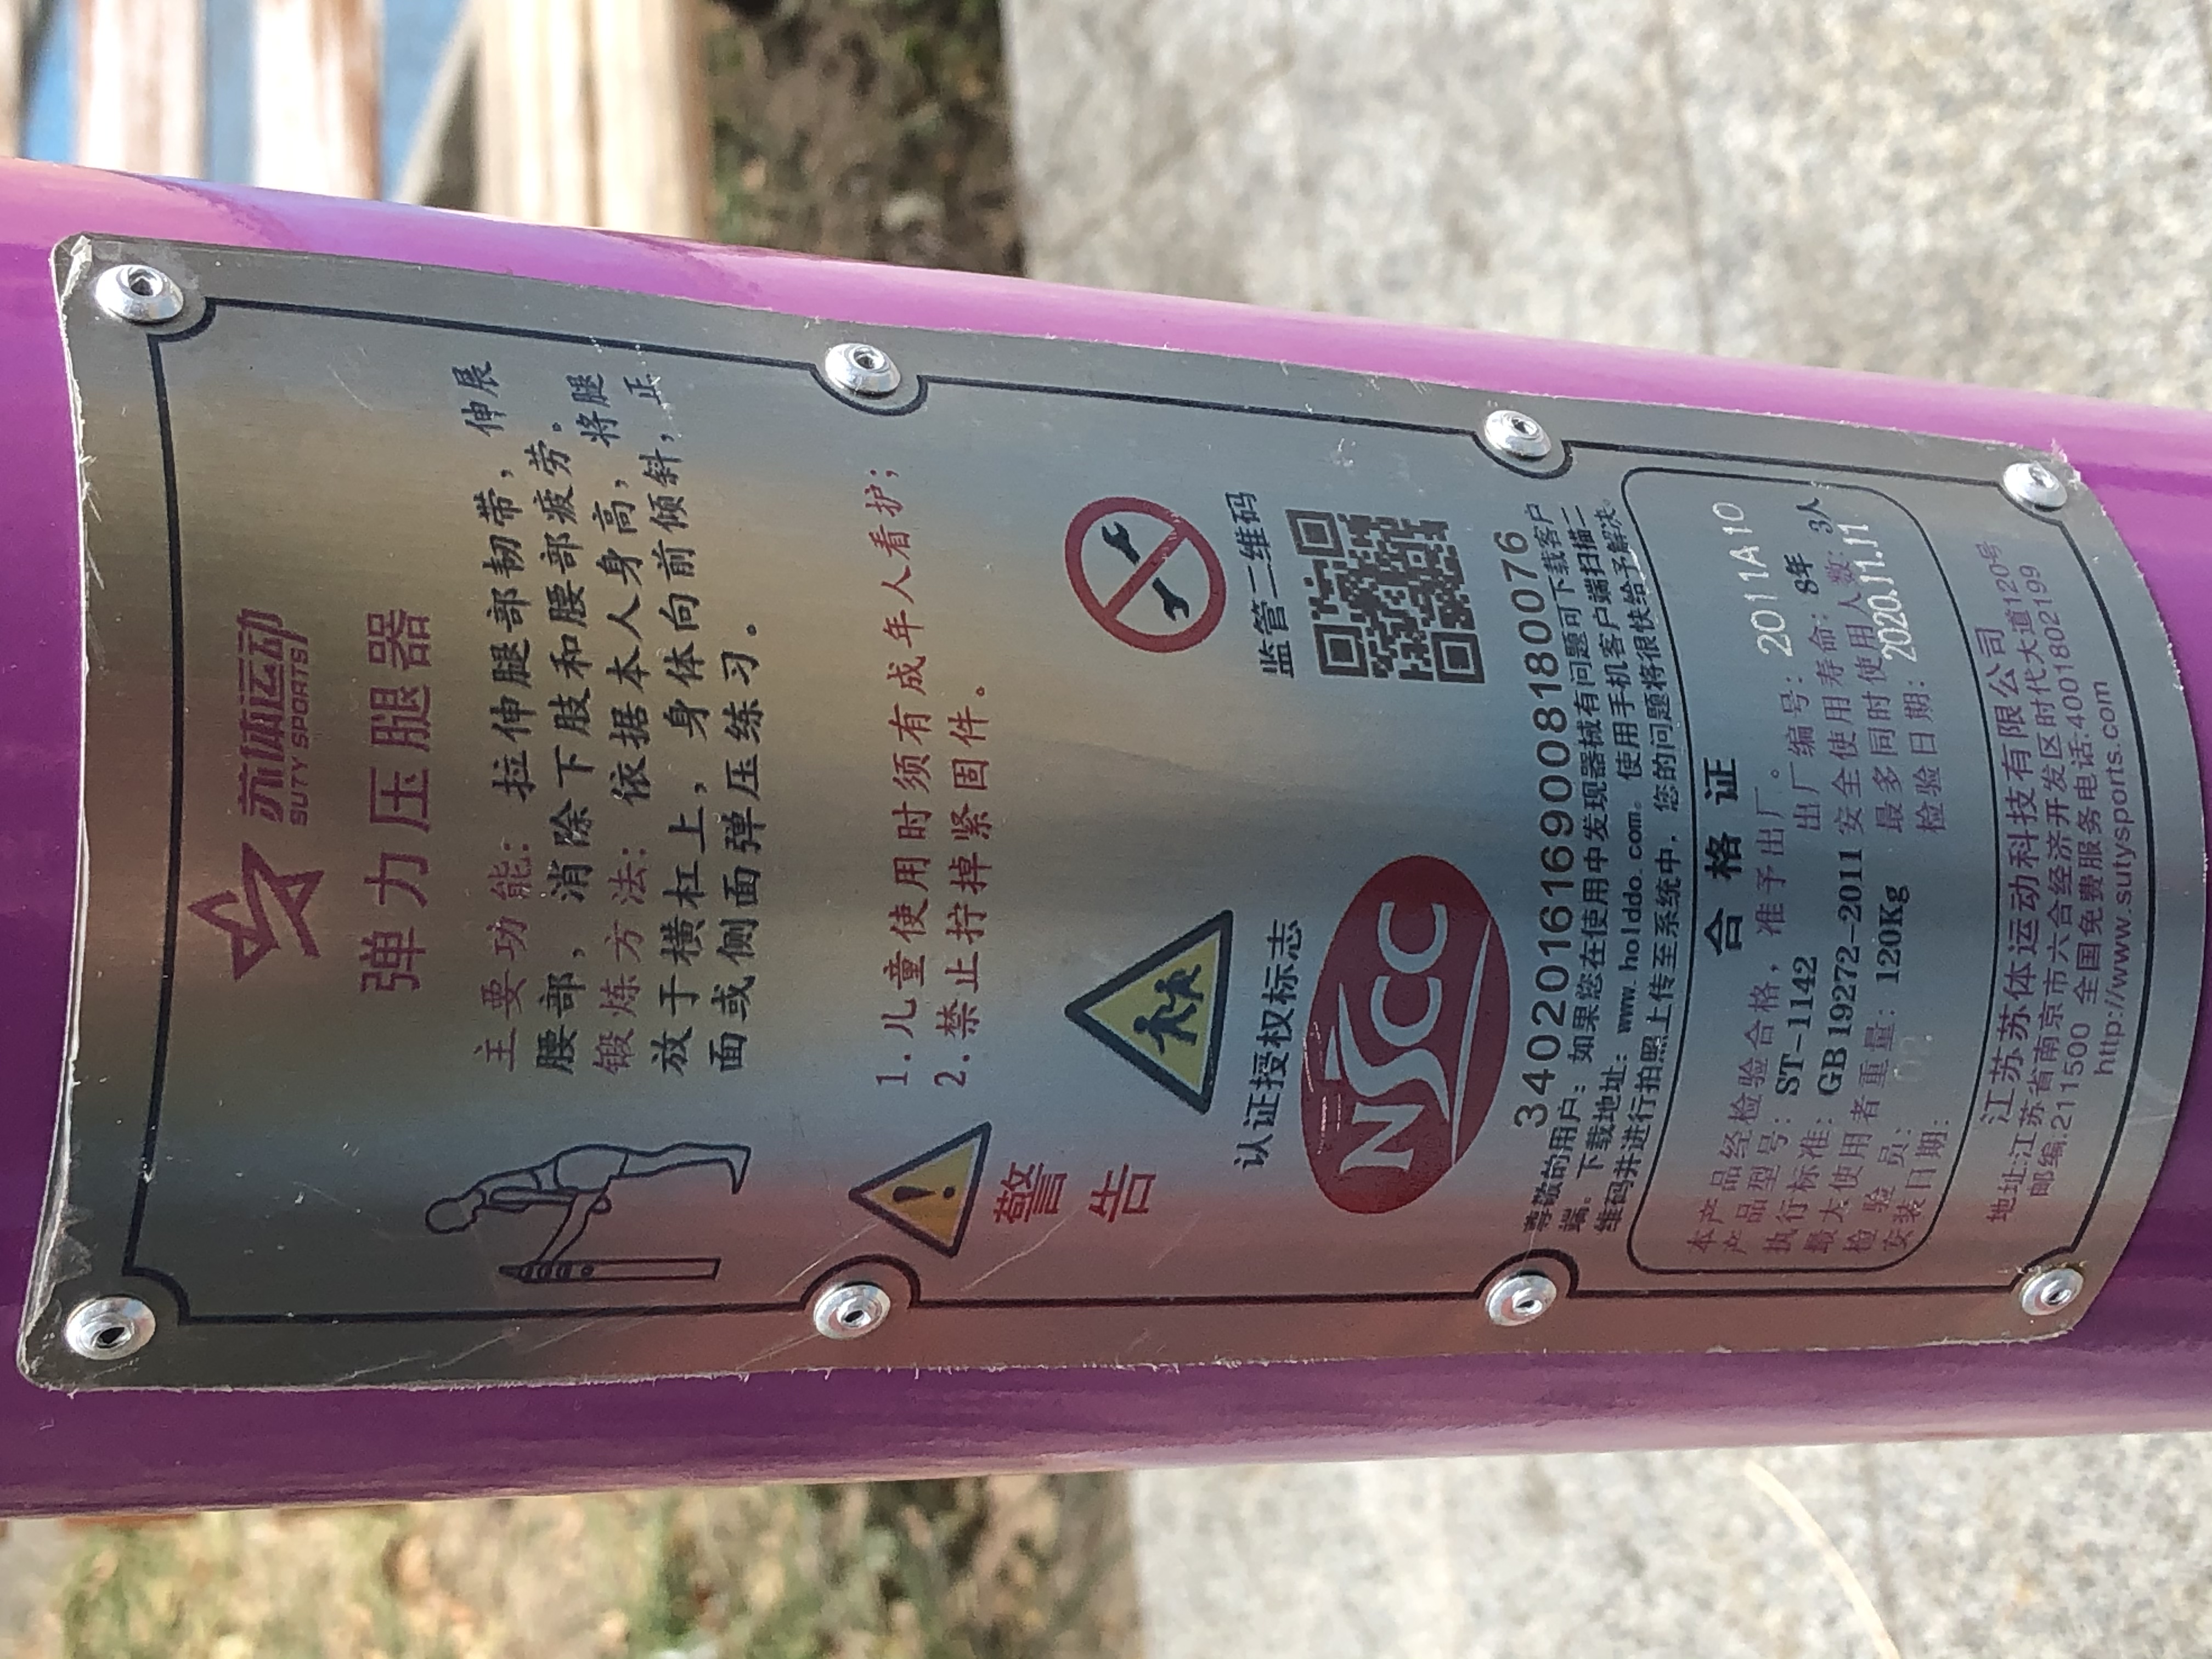 苏体运动
SUTY SPORTS
弹力压腿器
主要功能：拉伸腿部韧带，伸展
腰部，消除下肢和腰部疲劳。
锻炼方法：依据本人身高，将腿
放于横杠上，身体向前倾斜，正
面或侧面弹压练习。
警告
1.儿童使用时须有成年人看护；
2.禁止拧掉紧固件。
认证授权标志
监管二维码
NSCC
3402016169008180076
尊敬的用户：如果您在使用中发现器械有问题可下载客户
端。下载地址：www.holddo.com。使用手机客户端扫描二
维码并进行拍照上传至系统中，您的问题将很快给予解决。
合格证
本产品经检验合格，准予出厂。
产品型号：ST-1142 出厂编号：2011A10
执行标准：GB 19272-2011 安全使用寿命：8年
最大使用者重量：120Kg 最多同时使用人数：3人
检验员：02 检验日期：2020.11.11
安装日期：
江苏苏体运动科技有限公司
地址:江苏省南京市六合经济开发区时代大道120号
邮编:211500 全国免费服务电话:4001802199
http://www.sutysports.com